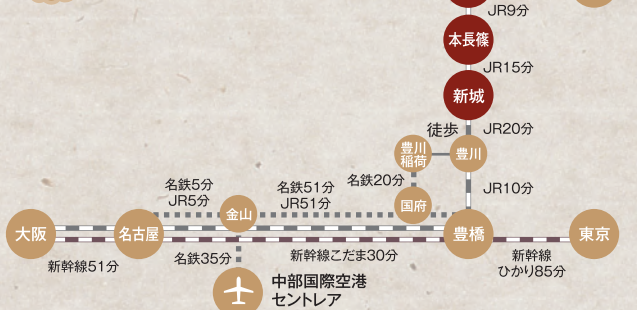 JR9分
本長篠
JR15分
新城
徒歩
JR20分
豊川
稲荷
豊川
名鉄5分
JR5分
名鉄51分
JR51分
名鉄20分
JR10分
金山
国府
大阪
名古屋
豊橋
東京
新幹線51分
名鉄35分
新幹線こだま30分
新幹線
ひかり85分
中部国際空港
セントレア